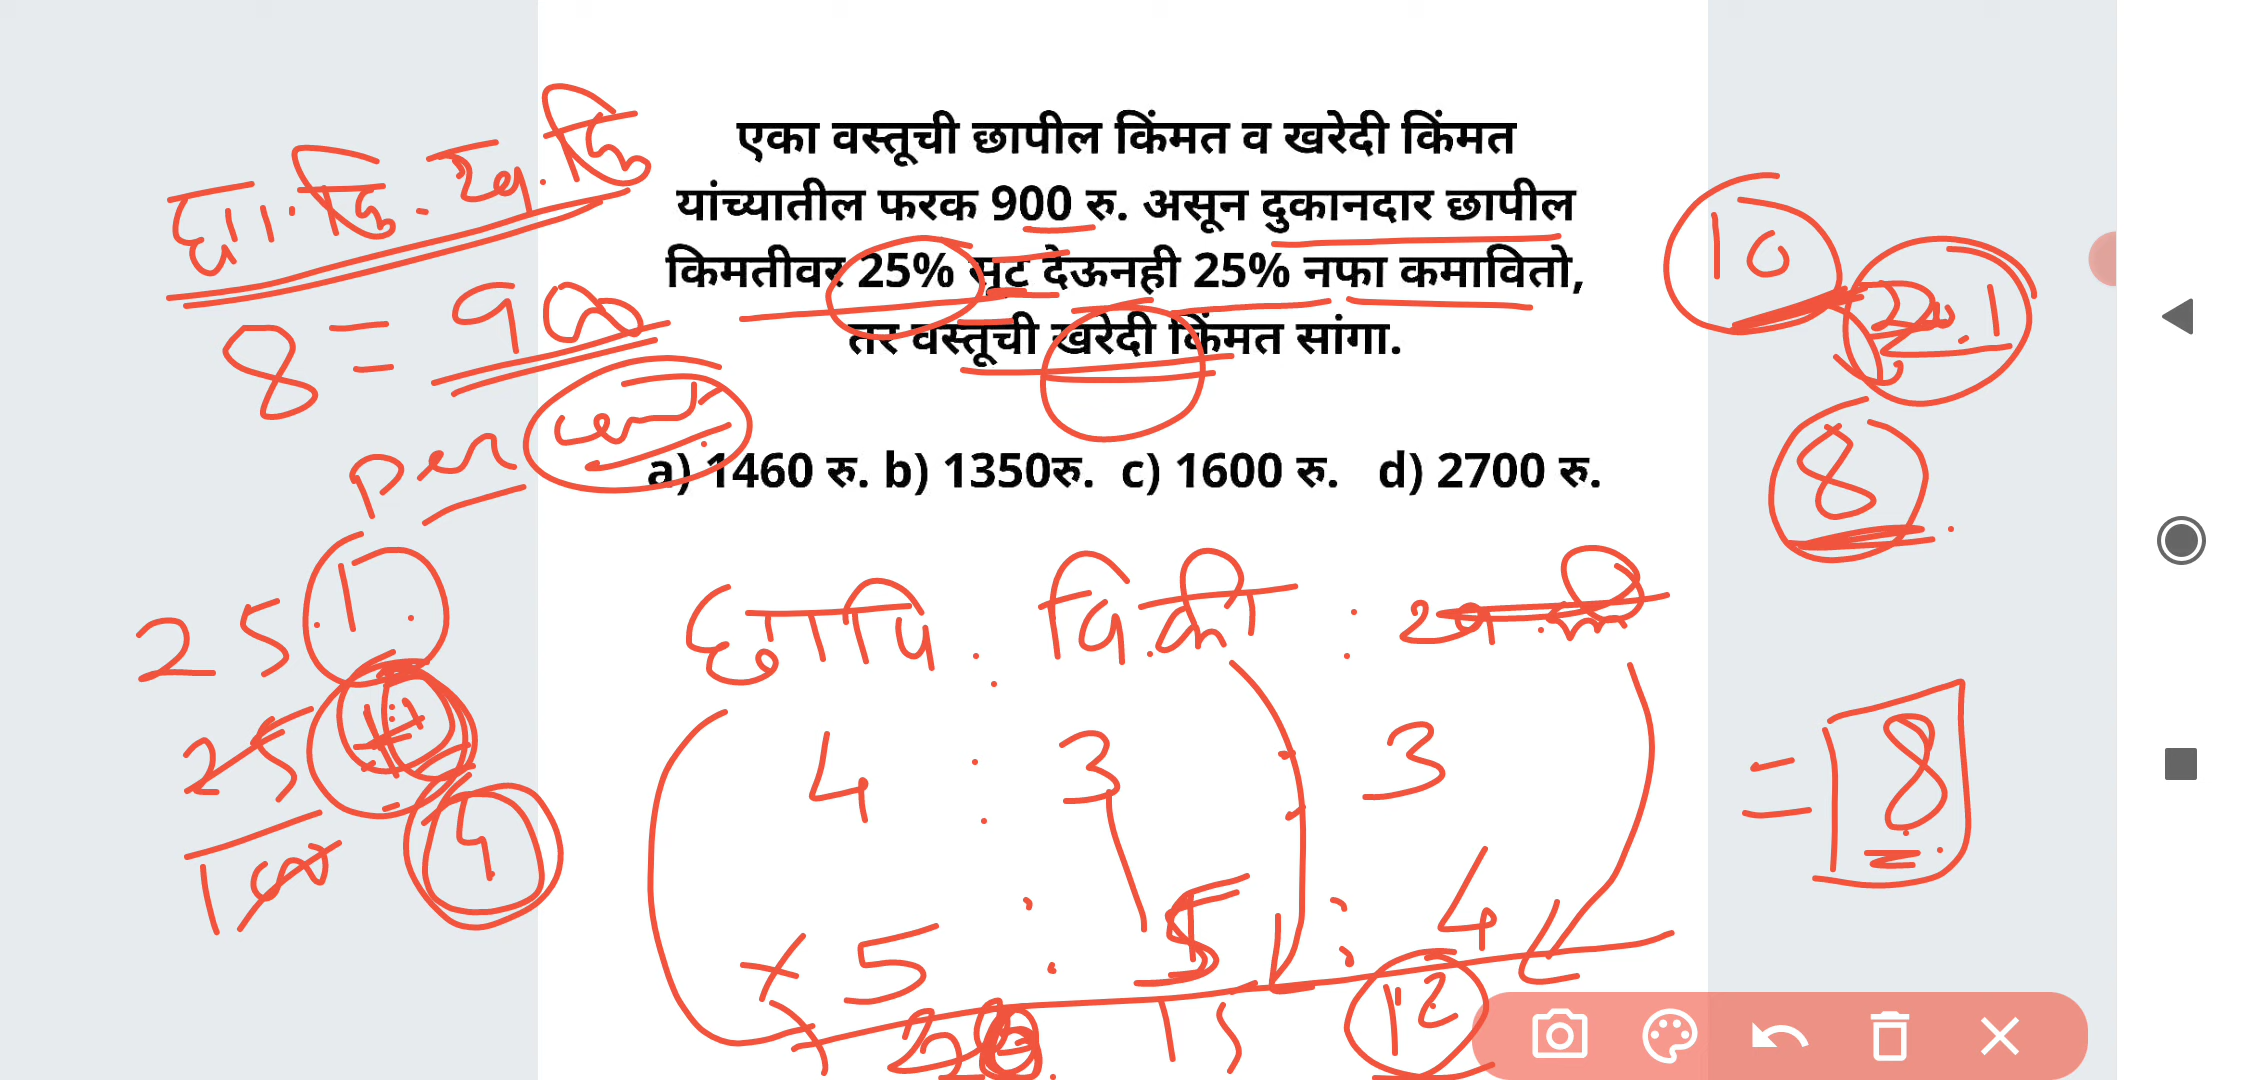 एका वस्तूची छापील किंमत व खरेदी किंमत
यांच्यातील फरक 900 रु. असून दुकानदार छापील
किमतीवर 25% सूट देऊनही 25% नफा कमावितो,
तर वस्तूची खरेदी किंमत सांगा.
a) 1460 रु. b) 1350रु. c) 1600 रु. d) 2700 रु.
8 = 900
per cent
25
25
100
4
10
8
छापि : विक्री :
4 : 3 : 3
× 5 : 5 : 4
20 15 12
= 8